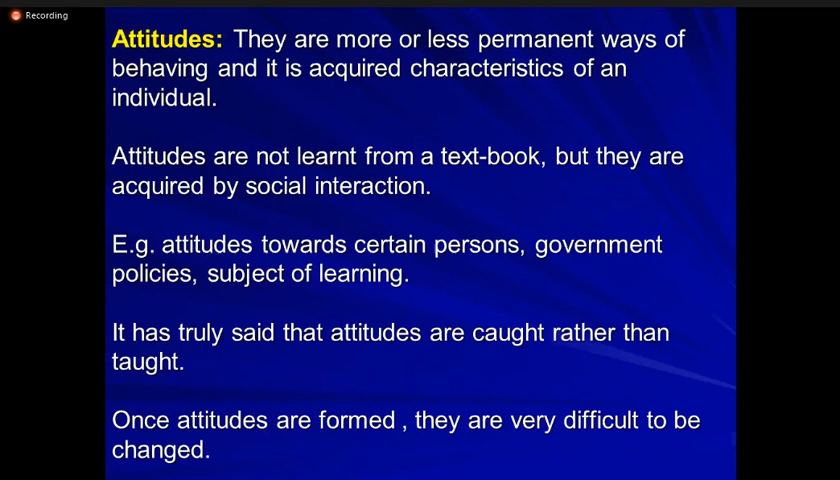 Recording
Attitudes: They are more or less permanent ways of
behaving and it is acquired characteristics of an
individual.
Attitudes are not learnt from a text-book, but they are
acquired by social interaction.
E.g. attitudes towards certain persons, government
policies, subject of learning.
It has truly said that attitudes are caught rather than
taught.
Once attitudes are formed , they are very difficult to be
changed.